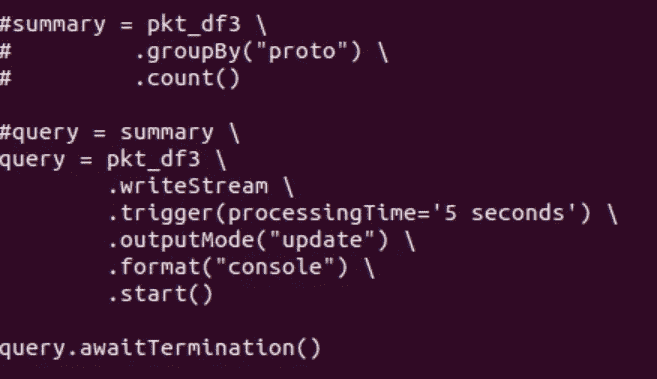 #summary = pkt_df3 \
#         .groupBy("proto") \
#         .count()
#query = summary \
query = pkt_df3 \
        .writeStream \
        .trigger(processingTime='5 seconds') \
        .outputMode("update") \
        .format("console") \
        .start()
query.awaitTermination()